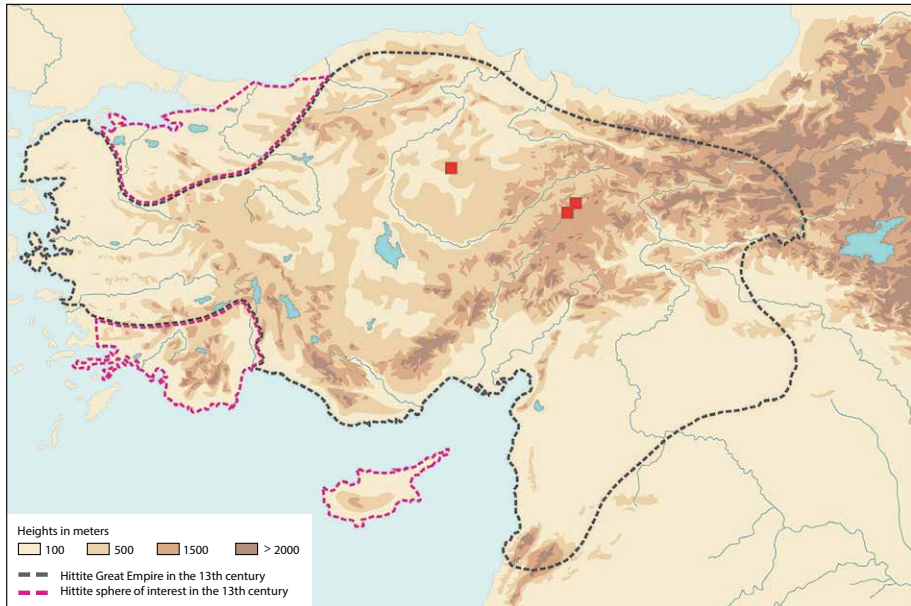 Heights in meters
100 500 1500 > 2000
Hittite Great Empire in the 13th century
Hittite sphere of interest in the 13th century